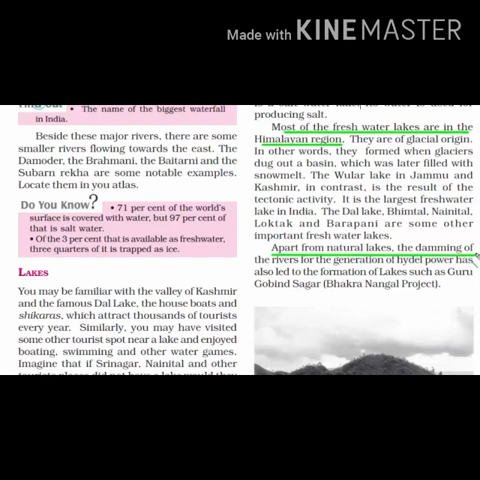 Made with KINEMASTER
• The name of the biggest waterfall
in India.
Beside these major rivers, there are some
smaller rivers flowing towards the east. The
Damoder, the Brahmani, the Baitarni and the
Subarn rekha are some notable examples.
Locate them in you atlas.
Do You Know?
• 71 per cent of the world's
surface is covered with water, but 97 per cent of
that is salt water.
• Of the 3 per cent that is available as freshwater,
three quarters of it is trapped as ice.
LAKES
You may be familiar with the valley of Kashmir
and the famous Dal Lake, the house boats and
shikaras, which attract thousands of tourists
every year. Similarly, you may have visited
some other tourist spot near a lake and enjoyed
boating, swimming and other water games.
Imagine that if Srinagar, Nainital and other
producing salt.
Most of the fresh water lakes are in the
Himalayan region. They are of glacial origin.
In other words, they formed when glaciers
dug out a basin, which was later filled with
snowmelt. The Wular lake in Jammu and
Kashmir, in contrast, is the result of the
tectonic activity. It is the largest freshwater
lake in India. The Dal lake, Bhimtal, Nainital,
Loktak and Barapani are some other
important fresh water lakes.
Apart from natural lakes, the damming of
the rivers for the generation of hydel power has
also led to the formation of Lakes such as Guru
Gobind Sagar (Bhakra Nangal Project).